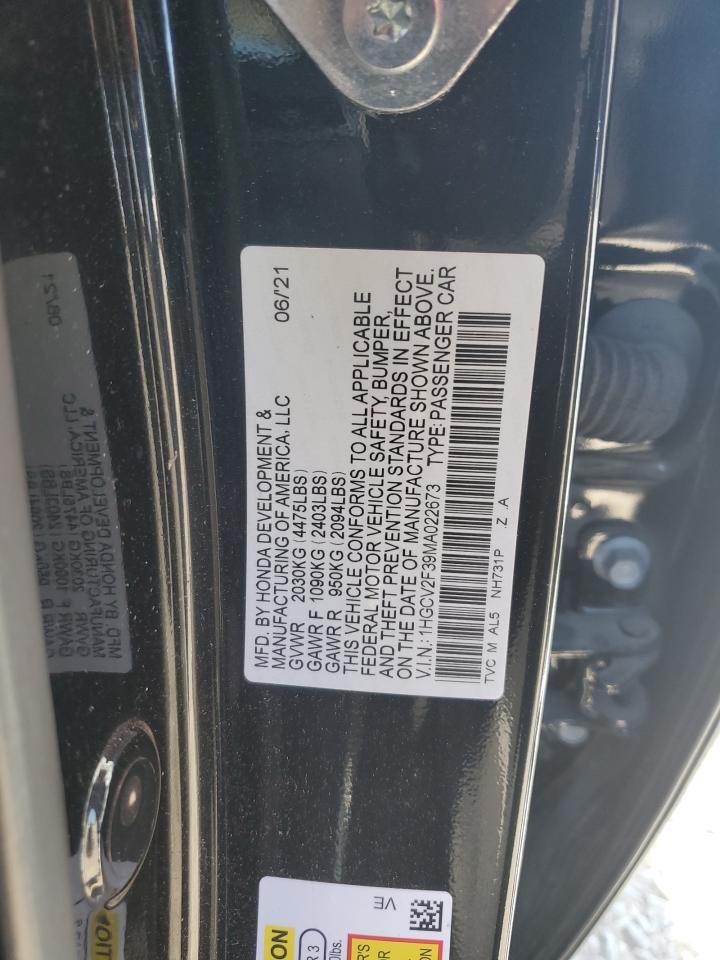 MFD. BY HONDA DEVELOPMENT &
MANUFACTURING OF AMERICA, LLC 06/21
GVWR 2030KG (4475LBS)
GAWR F 1090KG (2403LBS)
GAWR R 950KG (2094LBS)
THIS VEHICLE CONFORMS TO ALL APPLICABLE
FEDERAL MOTOR VEHICLE SAFETY, BUMPER,
AND THEFT PREVENTION STANDARDS IN EFFECT
ON THE DATE OF MANUFACTURE SHOWN ABOVE.
V.I.N.: 1HGCV2F39MA022673 TYPE: PASSENGER CAR
TVC M AL5 NH731P .Z .A
VE